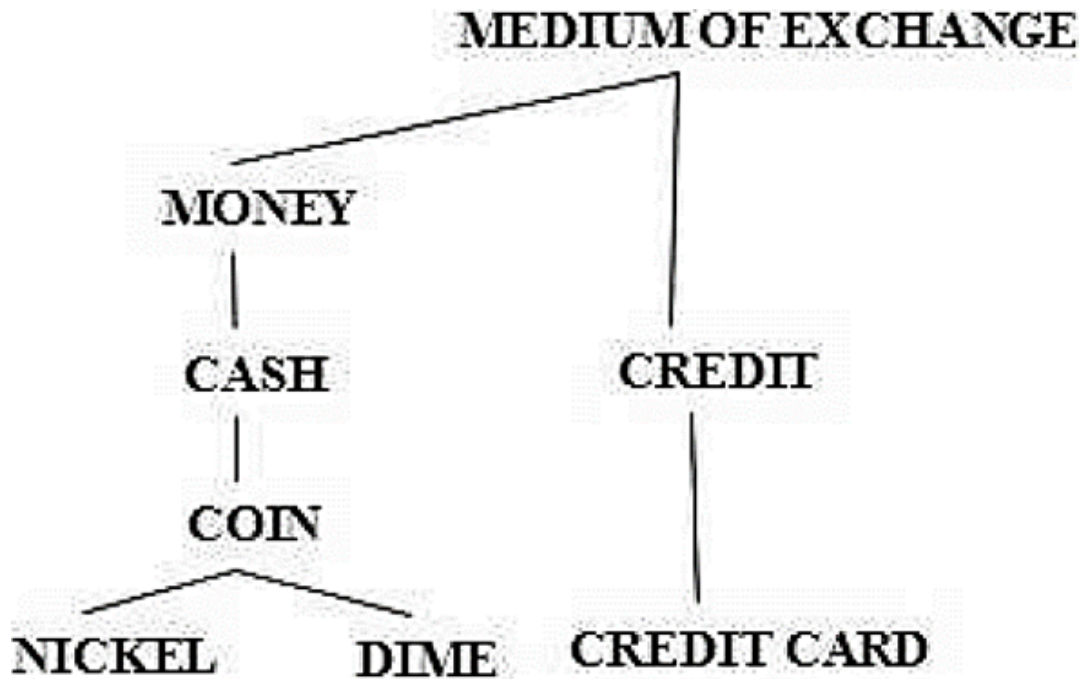 MEDIUM OF EXCHANGE
MONEY
CASH
CREDIT
COIN
NICKEL
DIME
CREDIT CARD